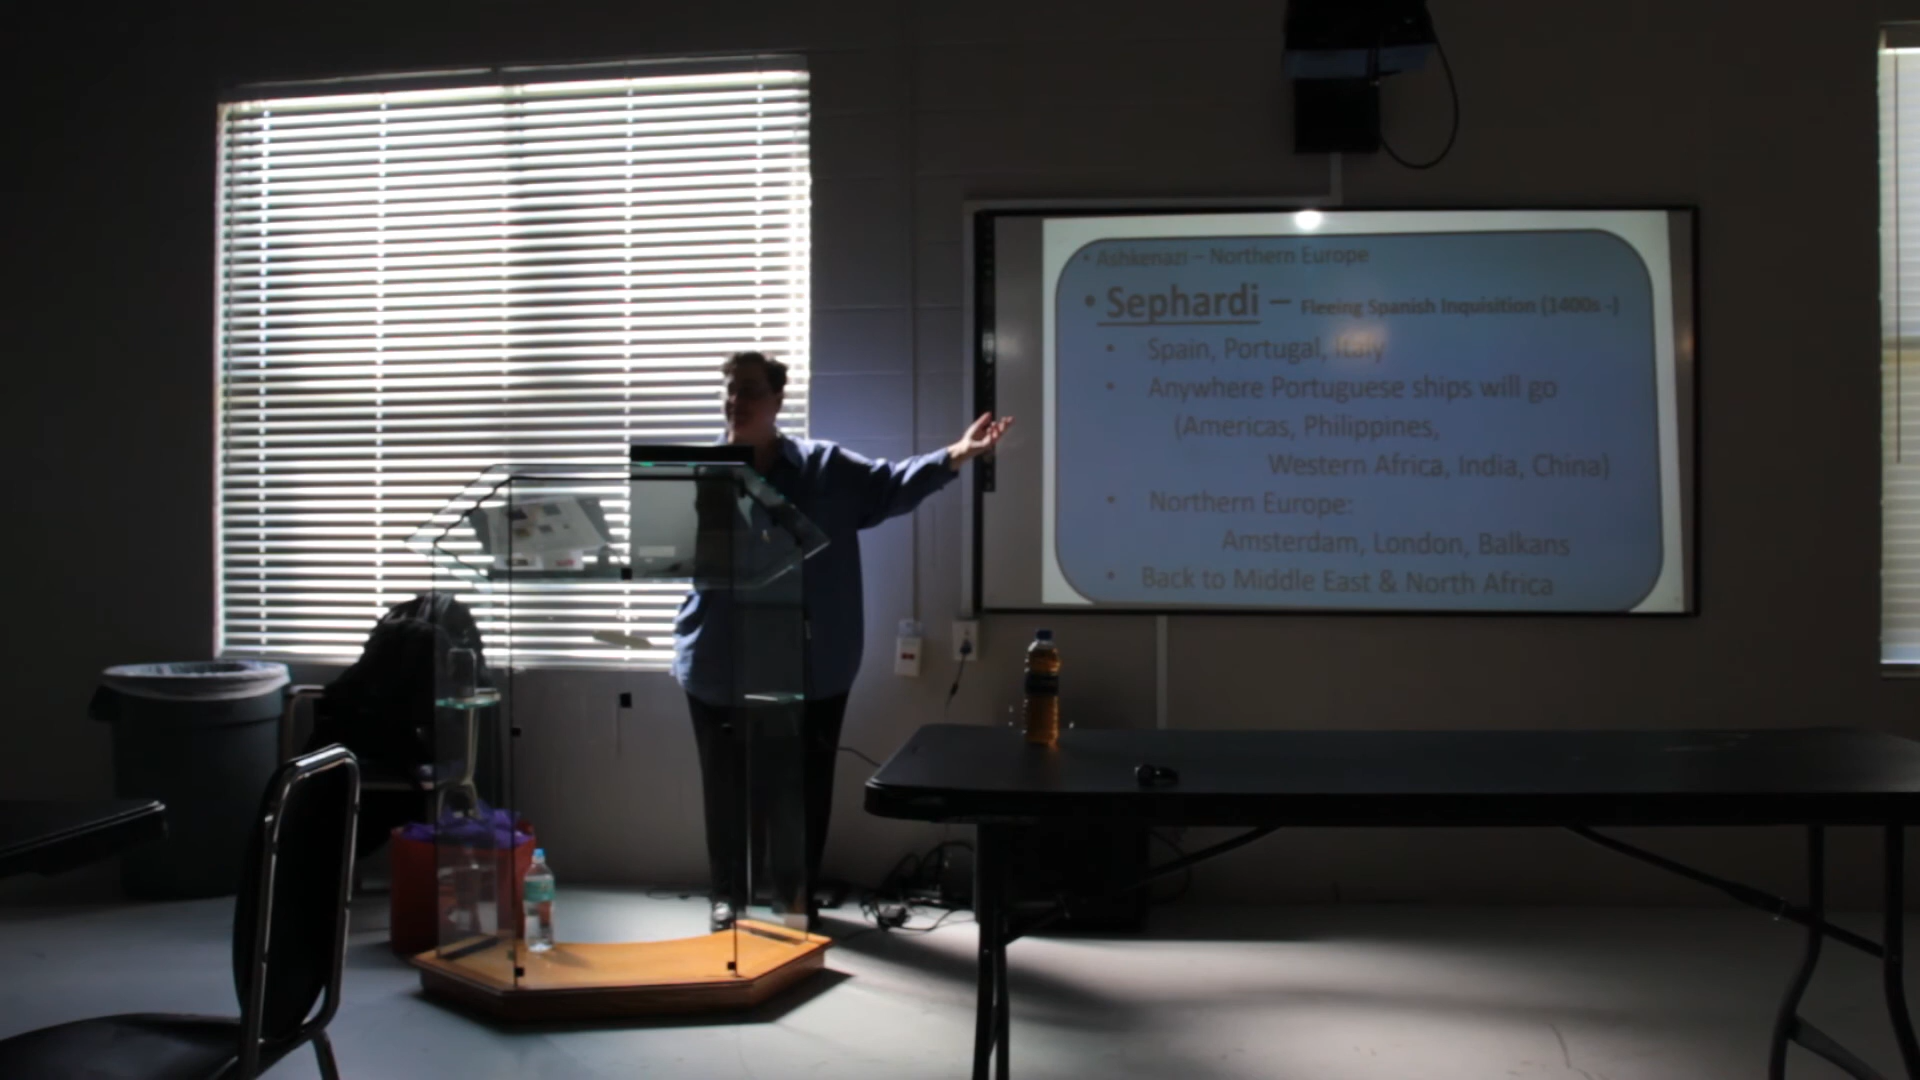 • Ashkenazi – Northern Europe
• Sephardi – Fleeing Spanish Inquisition (1400s -)
• Spain, Portugal, Italy
• Anywhere Portuguese ships will go
(Americas, Philippines,
Western Africa, India, China)
• Northern Europe:
Amsterdam, London, Balkans
• Back to Middle East & North Africa